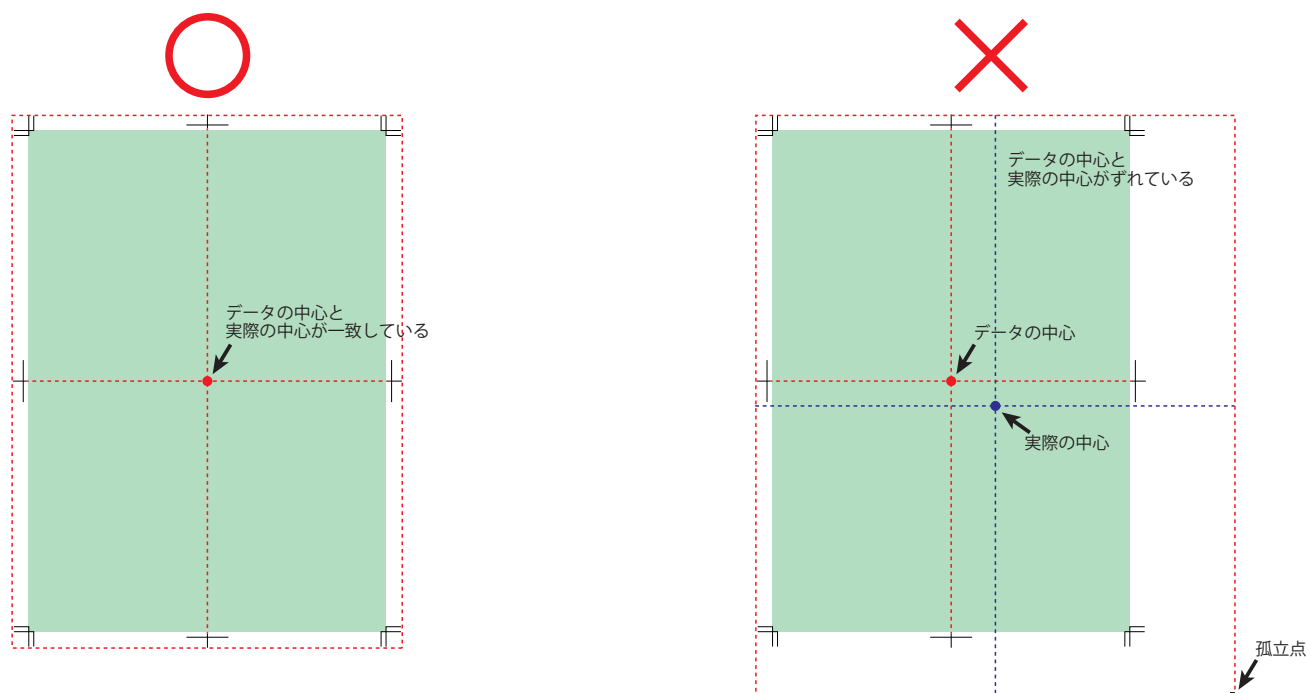 データの中心と
実際の中心が一致している
データの中心と
実際の中心がずれている
データの中心
実際の中心
孤立点